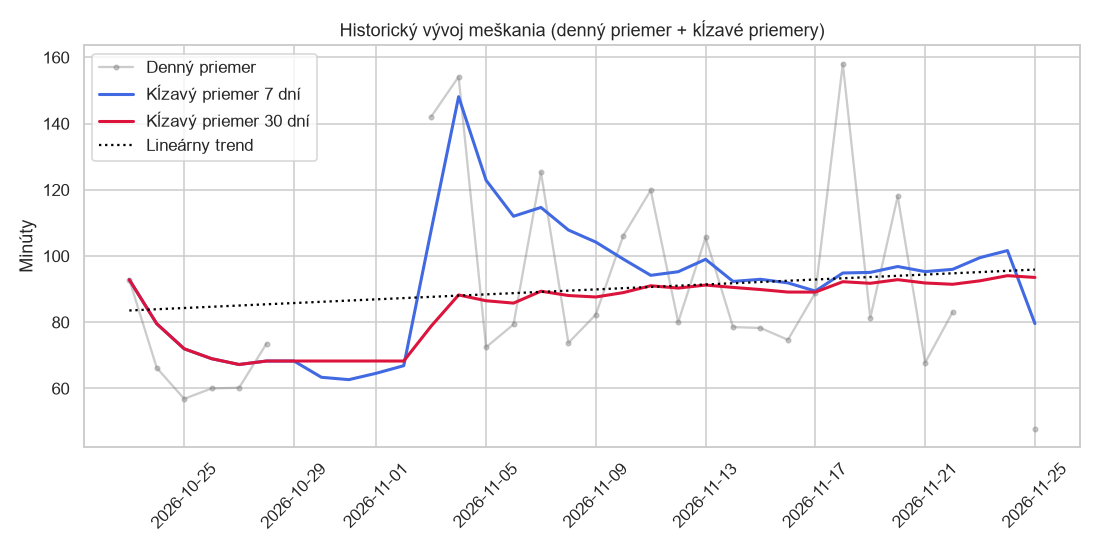 Historický vývoj meškania (denný priemer + kĺzavé priemery)
Denný priemer
Kĺzavý priemer 7 dní
Kĺzavý priemer 30 dní
Lineárny trend
Minúty
160
140
120
100
80
60
2026-10-25
2026-10-29
2026-11-01
2026-11-05
2026-11-09
2026-11-13
2026-11-17
2026-11-21
2026-11-25